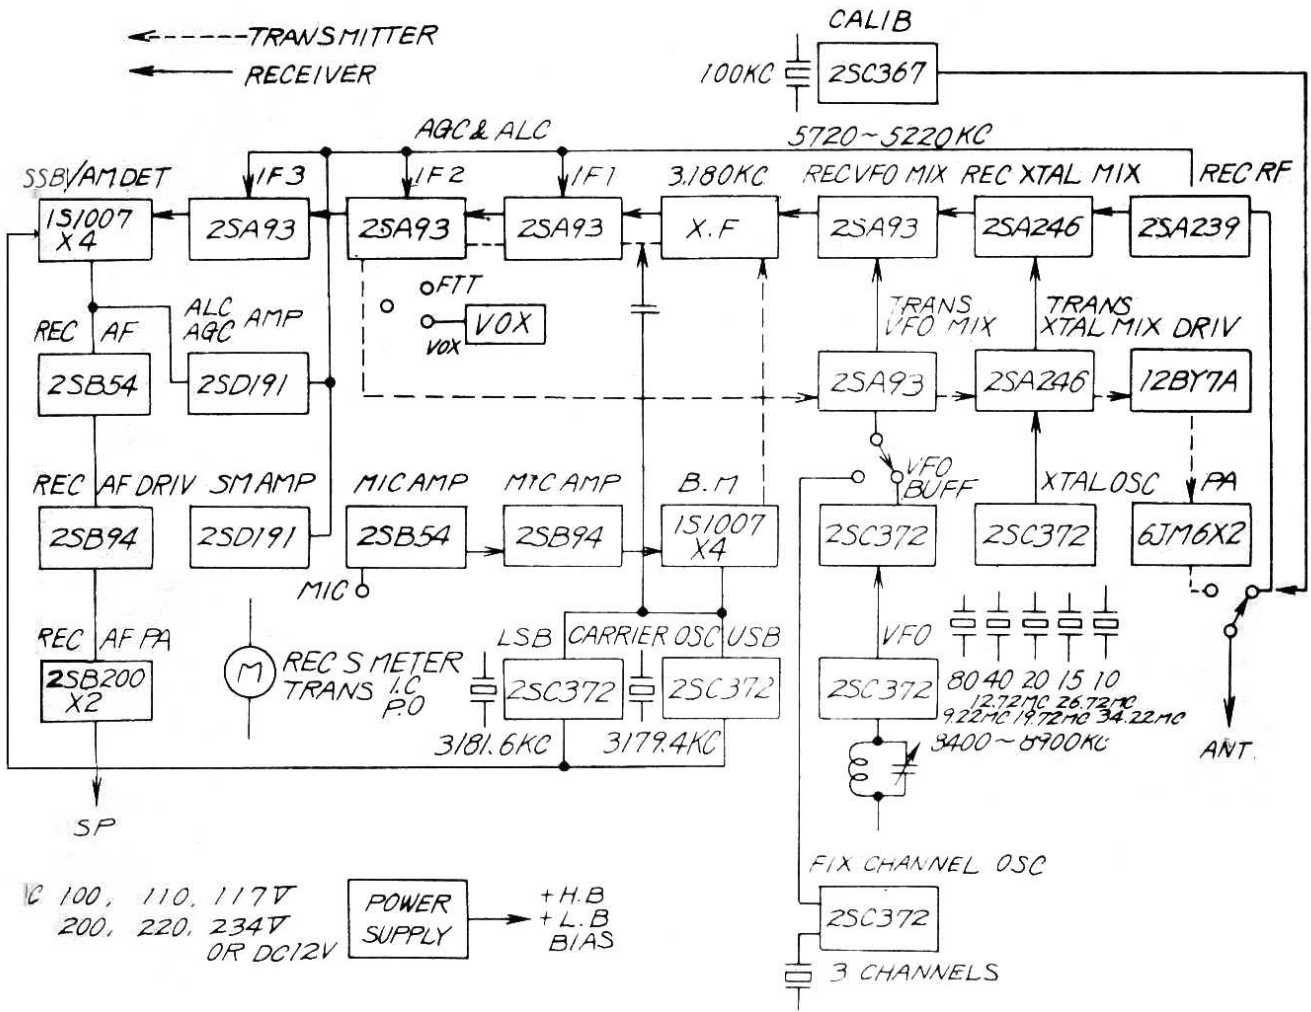 CALIB
TRANSMITTER
RECEIVER
100KC
2SC367
AGC & ALC
5720~5220KC
SSB/AM DET
IF3
IF2
IF1
3.180KC
REC VFO MIX
REC XTAL MIX
REC RF
1S1007
X4
2SA93
2SA93
2SA93
X.F
2SA93
2SA246
2SA239
FTT
VOX
VOX
REC AF
ALC
AGC AMP
TRANS
VFO MIX
TRANS
XTAL MIX
DRIV
2SB54
2SD191
2SA93
2SA246
12BY7A
REC AF DRIV
SM AMP
MIC AMP
MIC AMP
B.M
VFO
BUFF
XTAL OSC
PA
2SB94
2SD191
2SB54
2SB94
1S1007
X4
2SC372
2SC372
6JM6X2
MIC
REC AF PA
M
REC S METER
TRANS I.C
P.O
LSB
CARRIER OSC
USB
VFO
2SB200
X2
2SC372
2SC372
2SC372
80 40 20 15 10
12.72MC 26.72MC
9.22MC 19.72MC 34.22MC
3181.6KC
3179.4KC
8400~8900KC
ANT.
SP
FIX CHANNEL OSC
C 100, 110, 117V
200, 220, 234V
OR DC12V
POWER
SUPPLY
+H.B
+L.B
BIAS
2SC372
3 CHANNELS